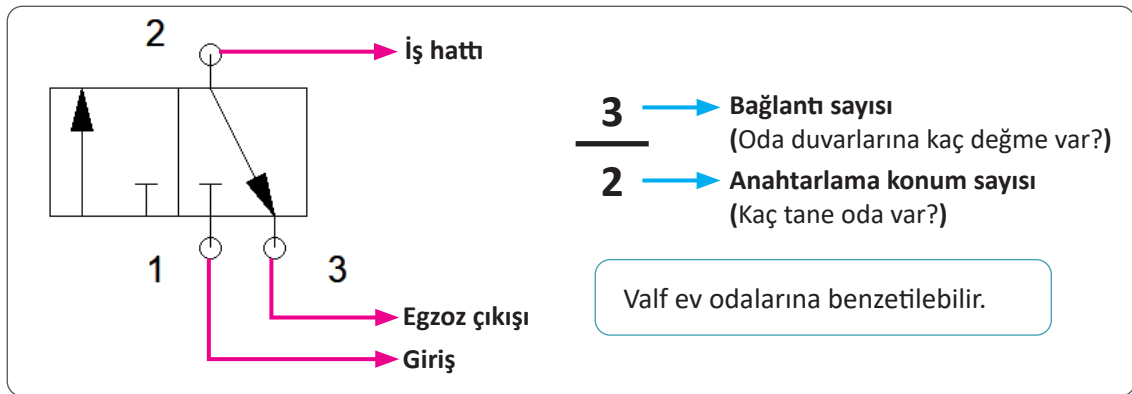 2
İş hattı
1
3
Egzoz çıkışı
Giriş
3
Bağlantı sayısı
(Oda duvarlarına kaç değme var?)
2
Anahtarlama konum sayısı
(Kaç tane oda var?)
Valf ev odalarına benzetilebilir.